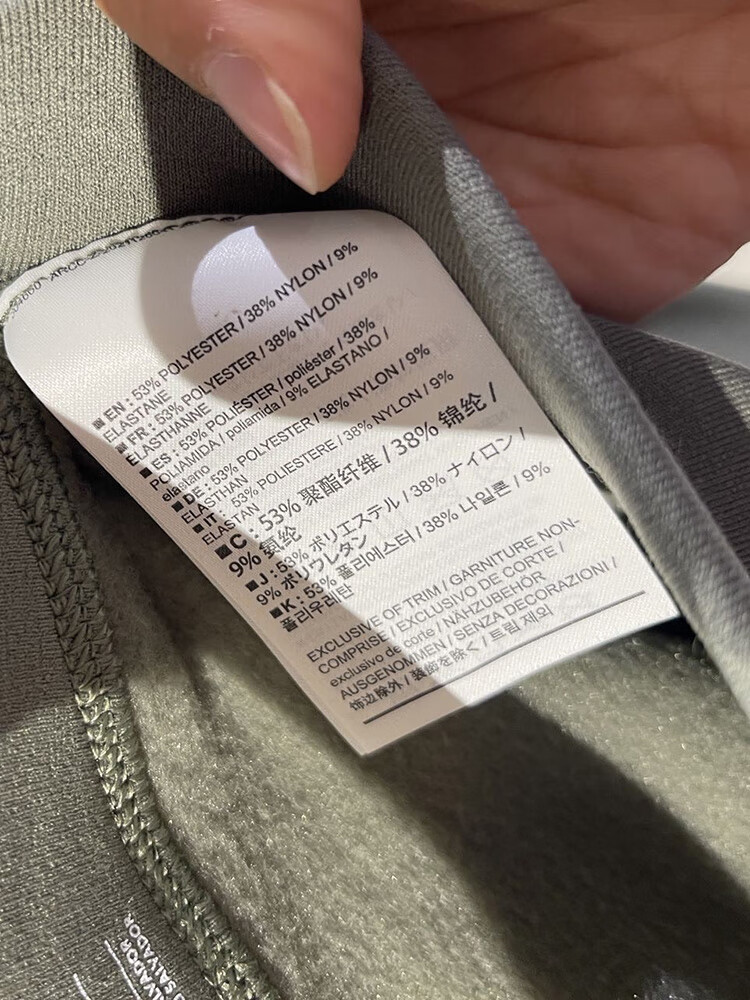 ■EN : 53% POLYESTER / 38% NYLON / 9%
ELASTANE
■FR : 53% POLYESTER / 38% NYLON / 9%
ELASTHANNE
■ES : 53% POLIÉSTER / poliéster / 38%
POLIAMIDA / poliamida / 9% ELASTANO /
elastano
■DE : 53% POLYESTER / 38% NYLON / 9%
ELASTHAN
■IT : 53% POLIESTERE / 38% NYLON / 9%
ELASTAN
■C : 53% 聚酯纤维 / 38% 锦纶 /
9% 氨纶
■J : 53% ポリエステル / 38% ナイロン /
9% ポリウレタン
■K : 53% 폴리에스터 / 38% 나일론 / 9%
폴리우레탄
EXCLUSIVE OF TRIM / GARNITURE NON-
COMPRISE / EXCLUSIVO DE CORTE /
exclusivo de corte / NÄHZUBEHÖR
AUSGENOMMEN / SENZA DECORAZIONI /
饰边除外 / 装飾を除く / 트림 제외
SALVADOR